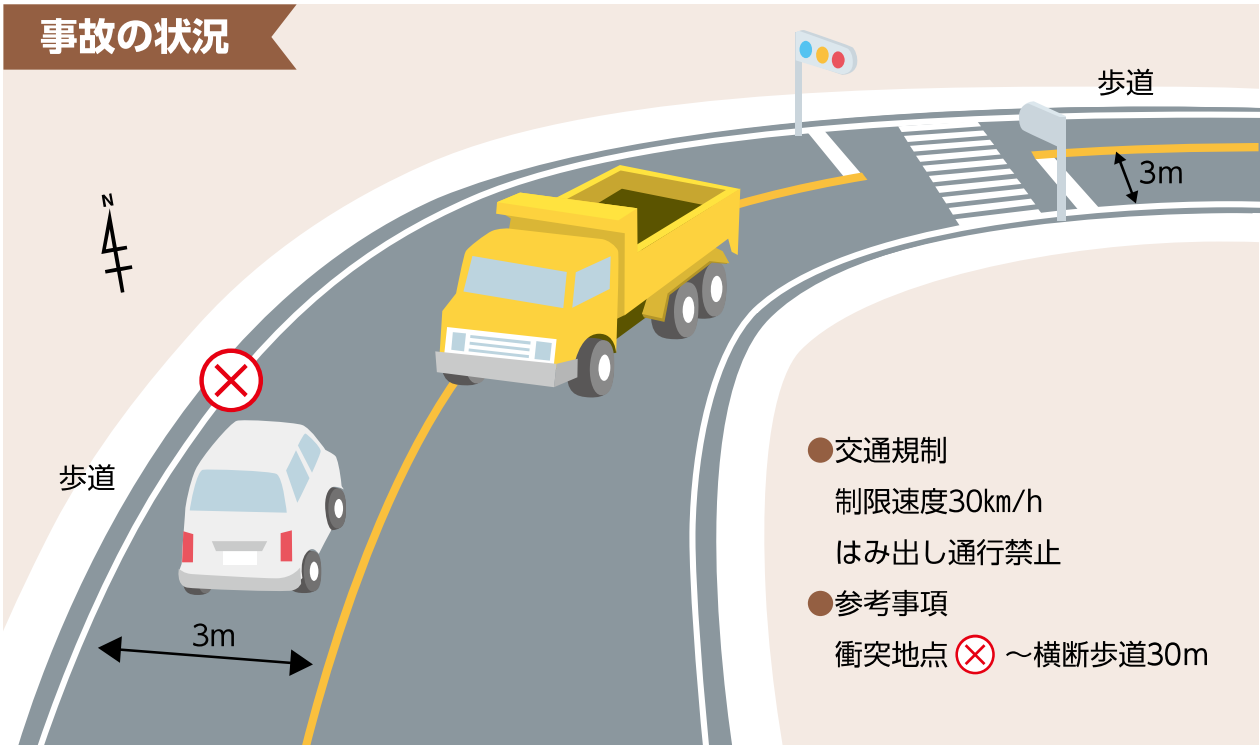 事故の状況
歩道
3m
N
歩道
3m
●交通規制
制限速度30km/h
はみ出し通行禁止
●参考事項
衝突地点 ～横断歩道30m